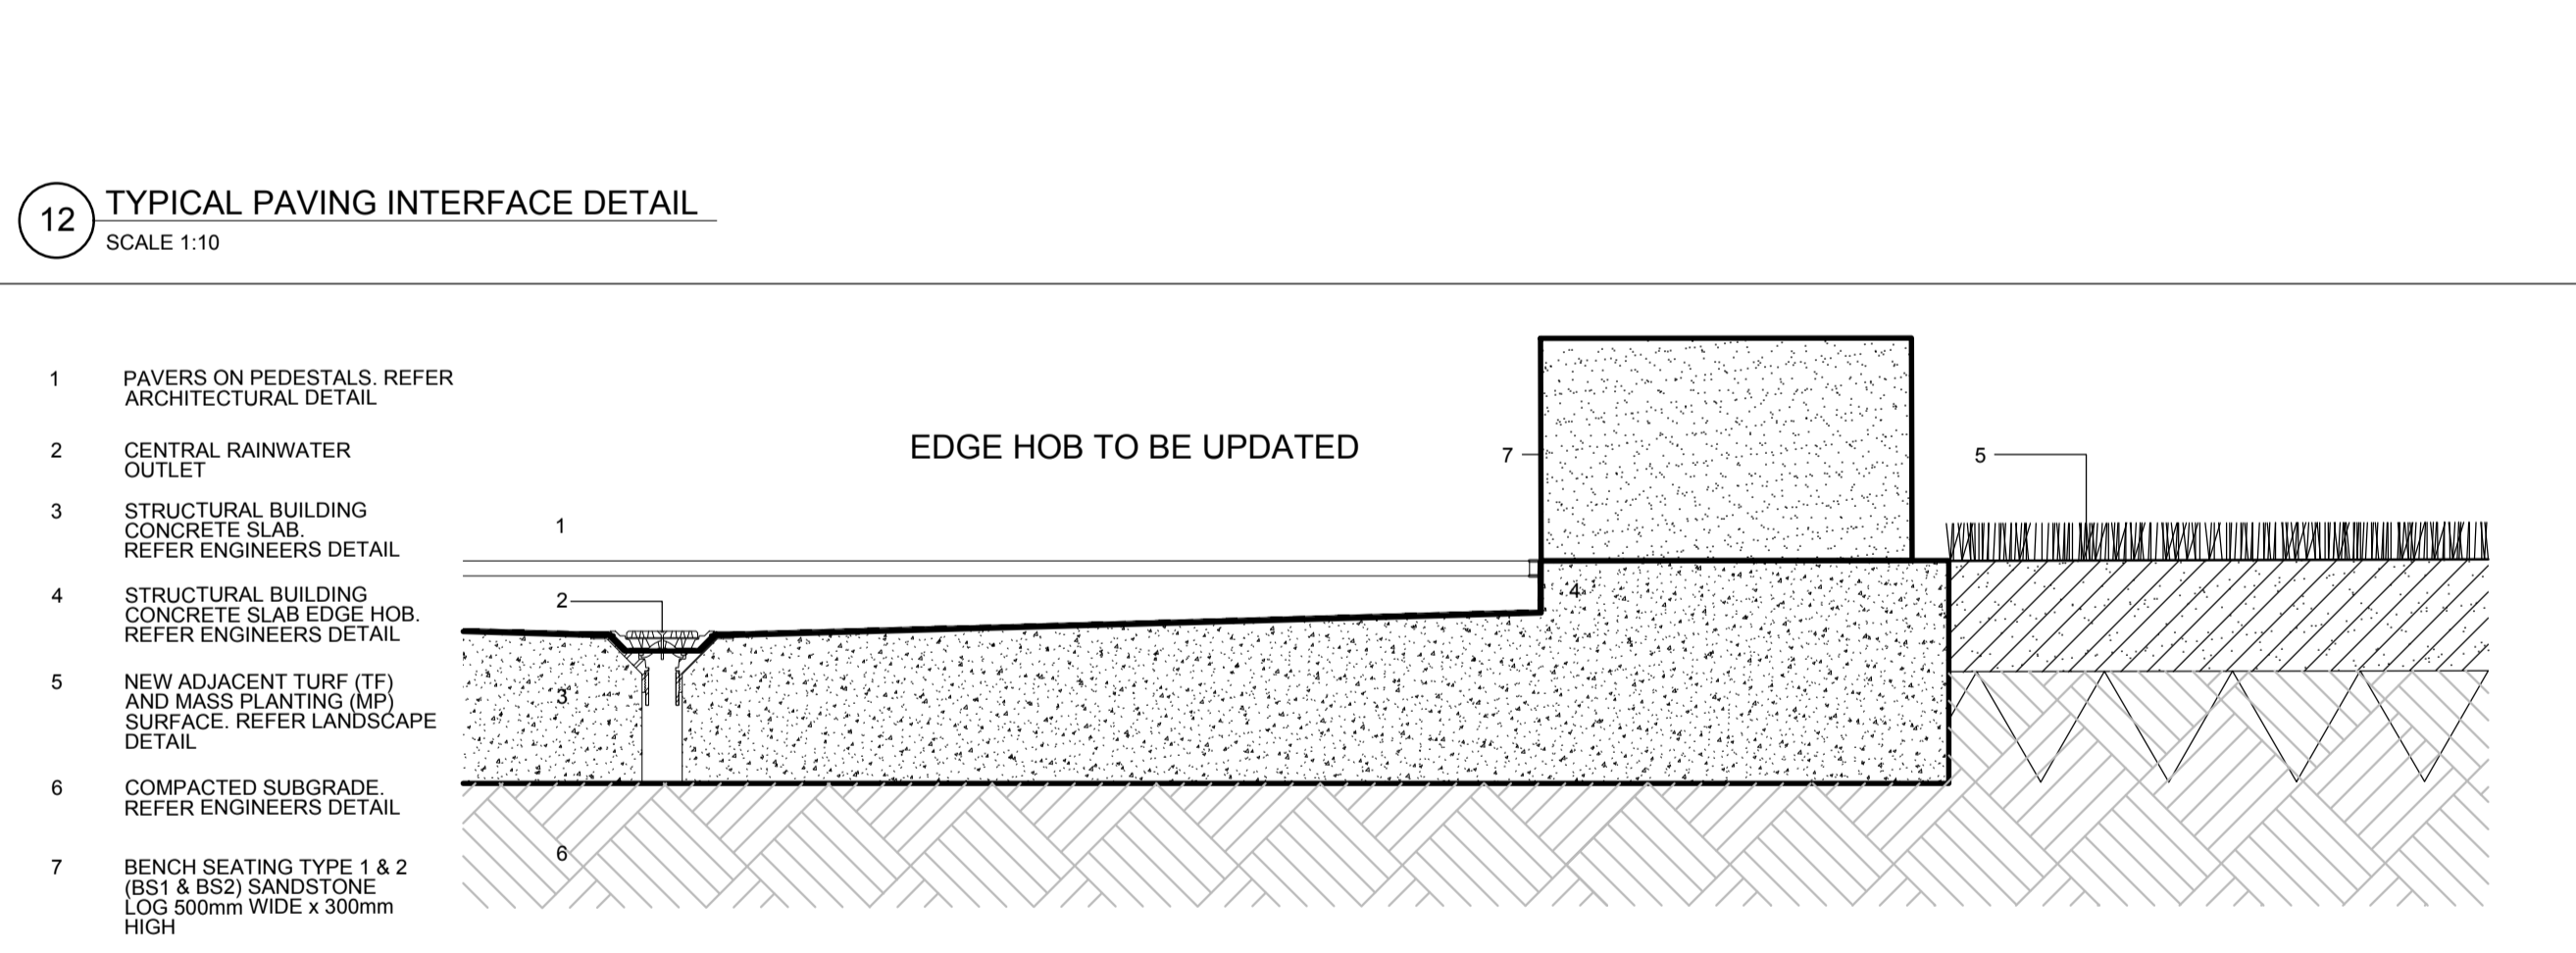 12
TYPICAL PAVING INTERFACE DETAIL
SCALE 1:10
1 PAVERS ON PEDESTALS. REFER
ARCHITECTURAL DETAIL
2 CENTRAL RAINWATER
OUTLET
3 STRUCTURAL BUILDING
CONCRETE SLAB.
REFER ENGINEERS DETAIL
4 STRUCTURAL BUILDING
CONCRETE SLAB EDGE HOB.
REFER ENGINEERS DETAIL
5 NEW ADJACENT TURF (TF)
AND MASS PLANTING (MP)
SURFACE. REFER LANDSCAPE
DETAIL
6 COMPACTED SUBGRADE.
REFER ENGINEERS DETAIL
7 BENCH SEATING TYPE 1 & 2
(BS1 & BS2) SANDSTONE
LOG 500mm WIDE x 300mm
HIGH
EDGE HOB TO BE UPDATED
7
5
1
2
4
3
6